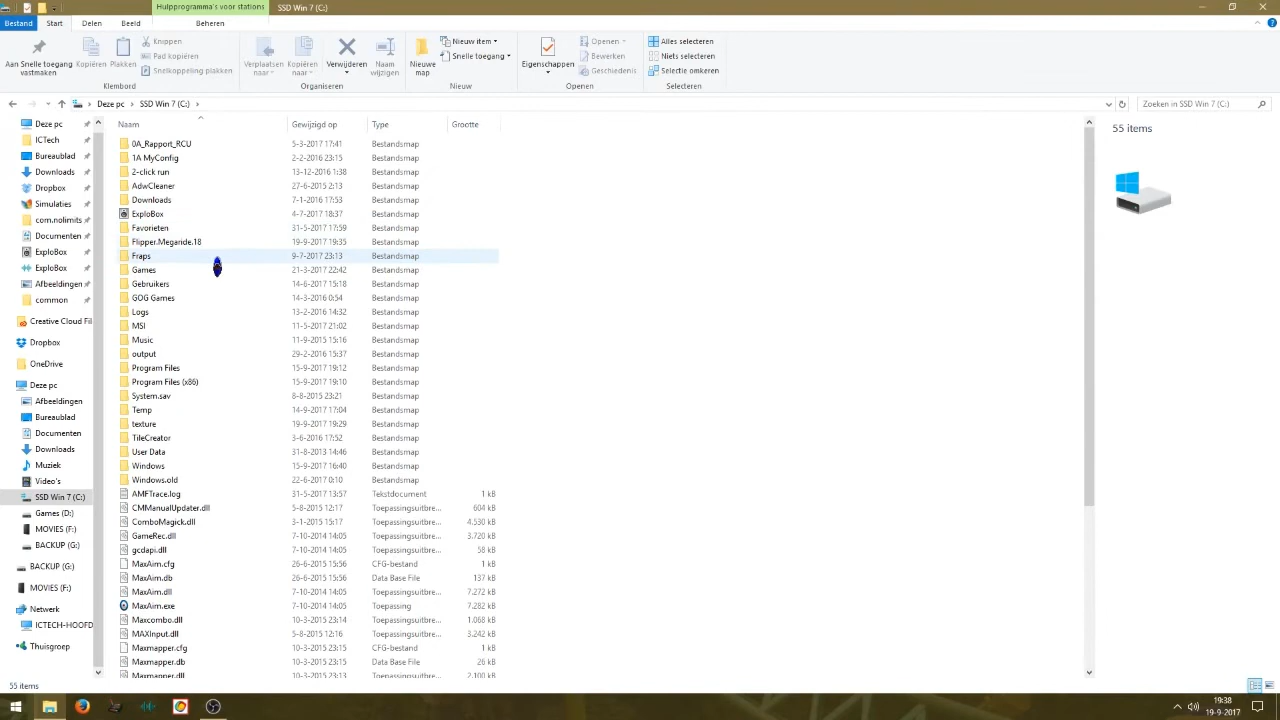 Hulpprogramma's voor stations SSD Win 7 (C:)
Bestand Start Delen Beeld Beheren
Aan Snelle toegang vastmaken
Kopiëren
Plakken
Knippen
Pad kopiëren
Snelkoppeling plakken
Klembord
Verplaatsen naar
Kopiëren naar
Verwijderen
Naam wijzigen
Organiseren
Nieuwe map
Nieuw item
Snelle toegang
Nieuw
Eigenschappen
Openen
Bewerken
Geschiedenis
Openen
Alles selecteren
Niets selecteren
Selectie omkeren
Selecteren
Deze pc > SSD Win 7 (C:) >
Zoeken in SSD Win 7 (C:)
Deze pc
ICTech
Bureaublad
Downloads
Dropbox
Simulaties
com.nolimits
Documenten
ExploBox
ExploBox
Afbeeldingen
common
Creative Cloud Fil
Dropbox
OneDrive
Deze pc
Afbeeldingen
Bureaublad
Documenten
Downloads
Muziek
Video's
SSD Win 7 (C:)
Games (D:)
MOVIES (F:)
BACKUP (G:)
BACKUP (G:)
MOVIES (F:)
Netwerk
ICTECH-HOOFD
Thuisgroep
Naam Gewijzigd op Type Grootte
0A_Rapport_RCU 5-3-2017 17:41 Bestandsmap
1A MyConfig 2-2-2016 23:15 Bestandsmap
2-click run 13-12-2016 1:38 Bestandsmap
AdwCleaner 27-6-2015 2:13 Bestandsmap
Downloads 7-1-2016 17:53 Bestandsmap
ExploBox 4-7-2017 18:37 Bestandsmap
Favorieten 31-5-2017 17:59 Bestandsmap
Flipper.Megaride.18 19-9-2017 19:35 Bestandsmap
Fraps 9-7-2017 23:13 Bestandsmap
Games 21-3-2017 22:42 Bestandsmap
Gebruikers 14-6-2017 15:18 Bestandsmap
GOG Games 14-3-2016 0:54 Bestandsmap
Logs 13-2-2016 14:32 Bestandsmap
MSI 11-5-2017 21:02 Bestandsmap
Music 11-9-2015 15:16 Bestandsmap
output 29-2-2016 15:37 Bestandsmap
Program Files 15-9-2017 19:12 Bestandsmap
Program Files (x86) 15-9-2017 19:10 Bestandsmap
System.sav 8-8-2015 23:21 Bestandsmap
Temp 14-9-2017 17:04 Bestandsmap
texture 19-9-2017 19:29 Bestandsmap
TileCreator 3-6-2016 17:52 Bestandsmap
User Data 31-8-2013 14:46 Bestandsmap
Windows 15-9-2017 16:40 Bestandsmap
Windows.old 22-6-2017 0:10 Bestandsmap
AMFTrace.log 31-5-2017 13:57 Tekstdocument 1 kB
CMManualUpdater.dll 5-8-2015 12:17 Toepassingsuitbre... 604 kB
ComboMagick.dll 3-1-2015 15:17 Toepassingsuitbre... 4.530 kB
GameRec.dll 7-10-2014 14:05 Toepassingsuitbre... 3.720 kB
gcdapi.dll 7-10-2014 14:05 Toepassingsuitbre... 58 kB
MaxAim.cfg 26-6-2015 15:56 CFG-bestand 1 kB
MaxAim.db 26-6-2015 15:56 Data Base File 137 kB
MaxAim.dll 7-10-2014 14:05 Toepassingsuitbre... 7.272 kB
MaxAim.exe 7-10-2014 14:05 Toepassing 7.282 kB
Maxcombo.dll 10-3-2015 23:14 Toepassingsuitbre... 1.068 kB
MAXInput.dll 5-8-2015 12:16 Toepassingsuitbre... 3.242 kB
Maxmapper.cfg 10-3-2015 23:15 CFG-bestand 1 kB
Maxmapper.db 10-3-2015 23:15 Data Base File 26 kB
Maxmapper.dll 10-3-2015 23:13 Toepassingsuitbre... 2.100 kB
55 items
55 items
19:38
19-9-2017